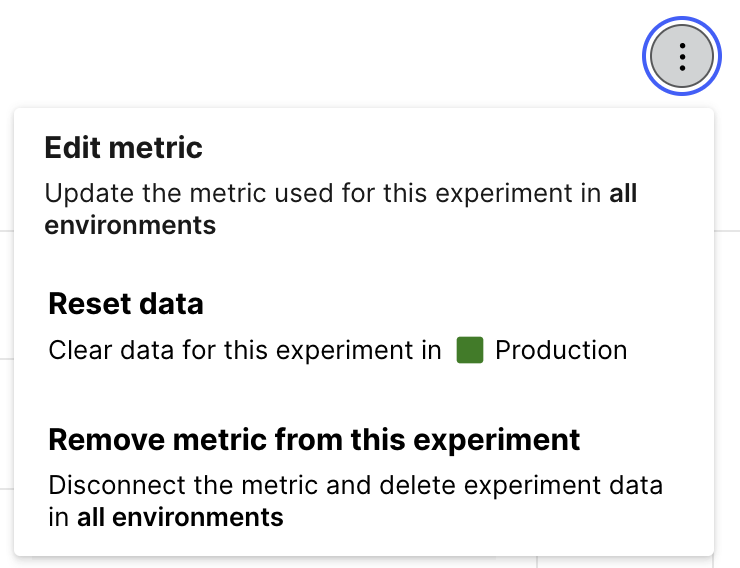 Edit metric
Update the metric used for this experiment in all
environments
Reset data
Clear data for this experiment in Production
Remove metric from this experiment
Disconnect the metric and delete experiment data
in all environments